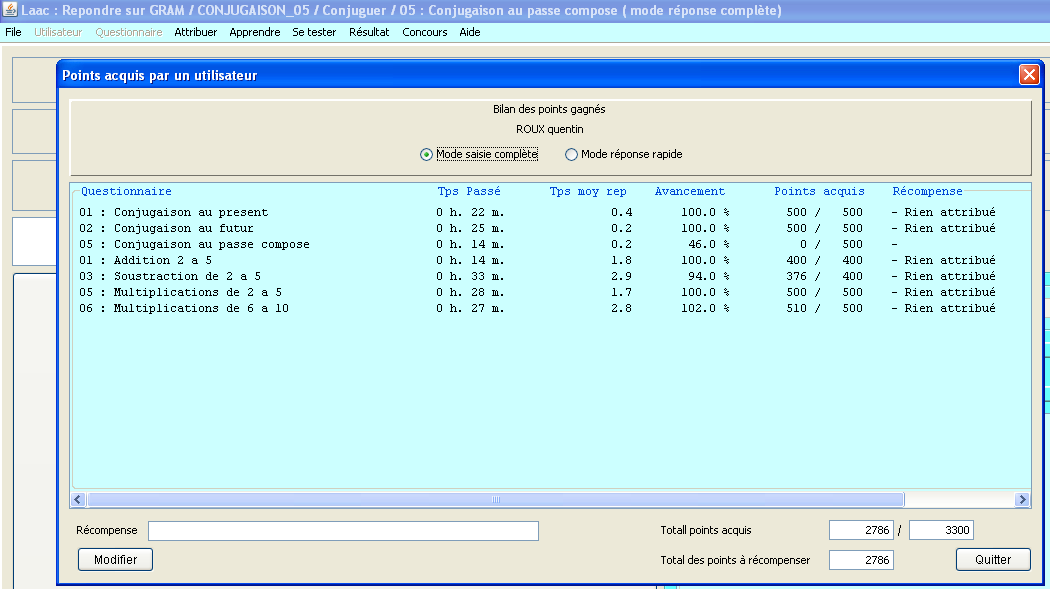 Laac : Repondre sur GRAM / CONJUGAISON_05 / Conjuguer / 05 : Conjugaison au passe compose ( mode réponse complète)
File Utilisateur Questionnaire Attribuer Apprendre Se tester Résultat Concours Aide
Points acquis par un utilisateur
Bilan des points gagnés
ROUX quentin
Mode saisie complète Mode réponse rapide
Questionnaire Tps Passé Tps moy rep Avancement Points acquis Récompense
01 : Conjugaison au present 0 h. 22 m. 0.4 100.0 % 500 / 500 - Rien attribué
02 : Conjugaison au futur 0 h. 25 m. 0.2 100.0 % 500 / 500 - Rien attribué
05 : Conjugaison au passe compose 0 h. 14 m. 0.2 46.0 % 0 / 500 -
01 : Addition 2 a 5 0 h. 14 m. 1.8 100.0 % 400 / 400 - Rien attribué
03 : Soustraction de 2 a 5 0 h. 33 m. 2.9 94.0 % 376 / 400 - Rien attribué
05 : Multiplications de 2 a 5 0 h. 28 m. 1.7 100.0 % 500 / 500 - Rien attribué
06 : Multiplications de 6 a 10 0 h. 27 m. 2.8 102.0 % 510 / 500 - Rien attribué
Récompense Totall points acquis 2786 / 3300
Modifier Total des points à récompenser 2786 Quitter